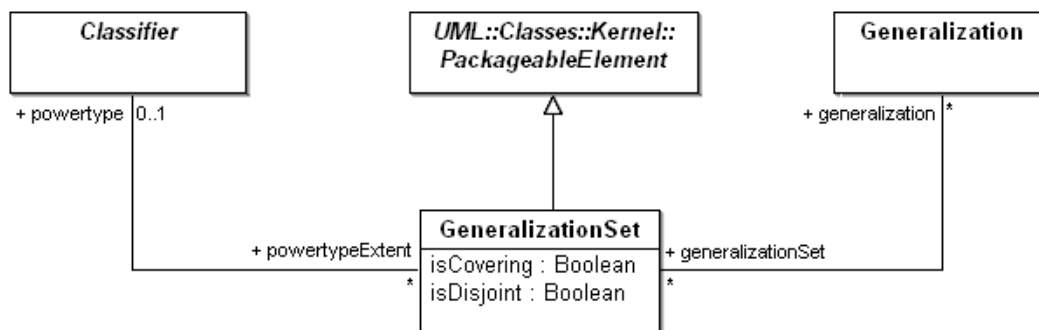 Classifier
UML::Classes::Kernel::
PackageableElement
Generalization
+ powertype 0..1
+ generalization *
GeneralizationSet
+ powertypeExtent
*
isCovering : Boolean
isDisjoint : Boolean
+ generalizationSet
*